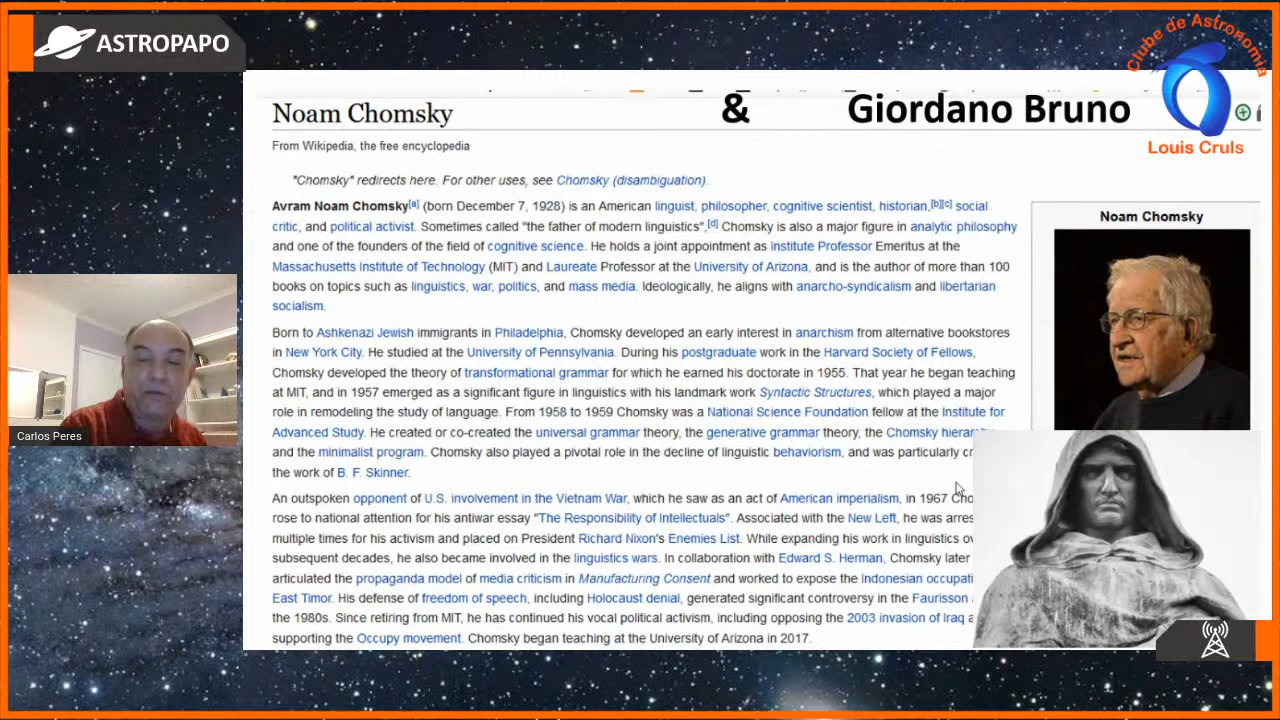 ASTROPAPO
Clube de Astronomia
Louis Cruls
Noam Chomsky & Giordano Bruno
From Wikipedia, the free encyclopedia
"Chomsky" redirects here. For other uses, see Chomsky (disambiguation).
Avram Noam Chomsky[a] (born December 7, 1928) is an American linguist, philosopher, cognitive scientist, historian,[b][c] social
critic, and political activist. Sometimes called "the father of modern linguistics",[d] Chomsky is also a major figure in analytic philosophy
and one of the founders of the field of cognitive science. He holds a joint appointment as Institute Professor Emeritus at the
Massachusetts Institute of Technology (MIT) and Laureate Professor at the University of Arizona, and is the author of more than 100
books on topics such as linguistics, war, politics, and mass media. Ideologically, he aligns with anarcho-syndicalism and libertarian
socialism.
Noam Chomsky
Born to Ashkenazi Jewish immigrants in Philadelphia, Chomsky developed an early interest in anarchism from alternative bookstores
in New York City. He studied at the University of Pennsylvania. During his postgraduate work in the Harvard Society of Fellows,
Chomsky developed the theory of transformational grammar for which he earned his doctorate in 1955. That year he began teaching
at MIT, and in 1957 emerged as a significant figure in linguistics with his landmark work Syntactic Structures, which played a major
role in remodeling the study of language. From 1958 to 1959 Chomsky was a National Science Foundation fellow at the Institute for
Advanced Study. He created or co-created the universal grammar theory, the generative grammar theory, the Chomsky hierar
and the minimalist program. Chomsky also played a pivotal role in the decline of linguistic behaviorism, and was particularly cr
the work of B. F. Skinner.
An outspoken opponent of U.S. involvement in the Vietnam War, which he saw as an act of American imperialism, in 1967 Cho
rose to national attention for his antiwar essay "The Responsibility of Intellectuals". Associated with the New Left, he was arres
multiple times for his activism and placed on President Richard Nixon's Enemies List. While expanding his work in linguistics ov
subsequent decades, he also became involved in the linguistics wars. In collaboration with Edward S. Herman, Chomsky later
articulated the propaganda model of media criticism in Manufacturing Consent and worked to expose the Indonesian occupati
East Timor. His defense of freedom of speech, including Holocaust denial, generated significant controversy in the Faurisson
the 1980s. Since retiring from MIT, he has continued his vocal political activism, including opposing the 2003 invasion of Iraq a
supporting the Occupy movement. Chomsky began teaching at the University of Arizona in 2017.
Carlos Peres